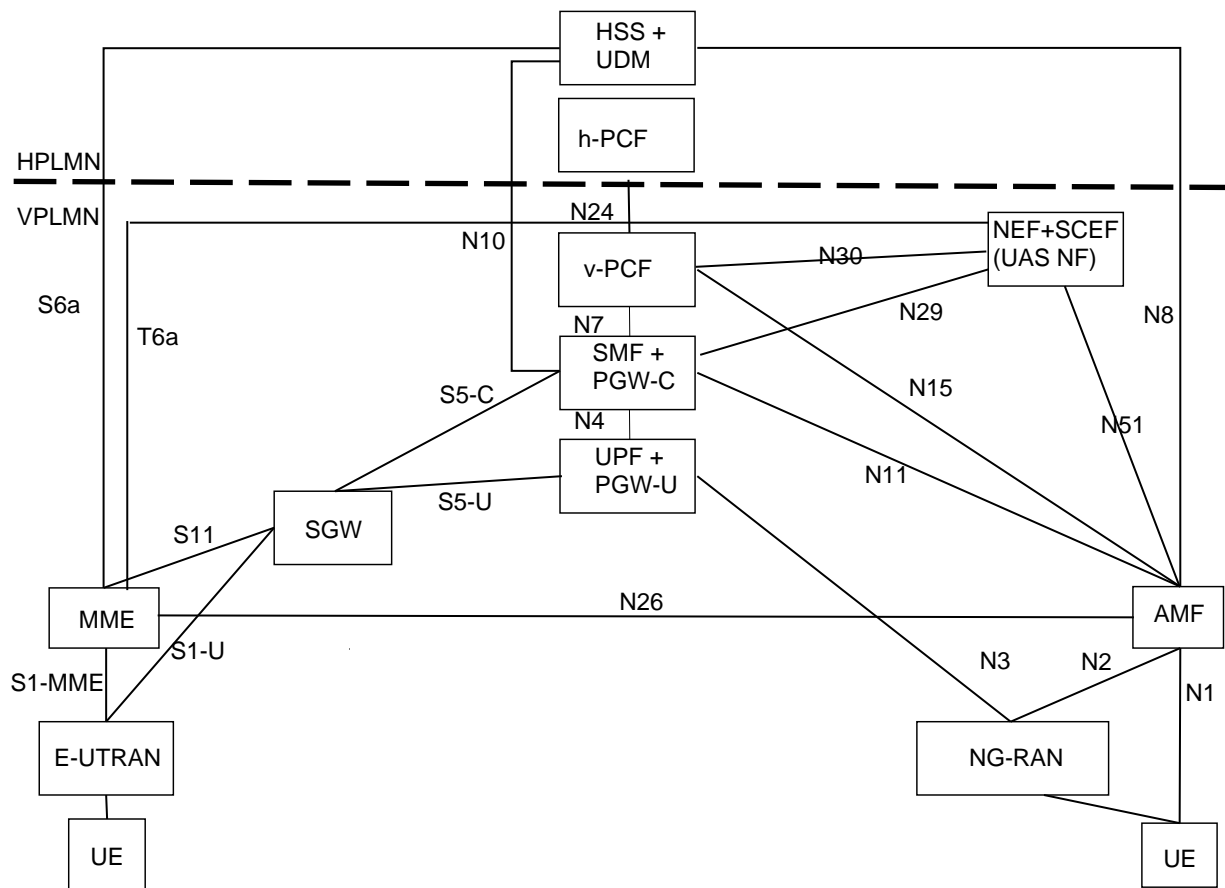 HSS +
UDM
h-PCF
HPLMN
VPLMN
N24
NEF+SCEF
(UAS NF)
N10
v-PCF
N30
S6a
T6a
N29
N8
N7
SMF +
PGW-C
S5-C
N15
N4
N51
UPF +
PGW-U
N11
S5-U
S11
SGW
MME
N26
AMF
S1-U
S1-MME
N3
N2
N1
E-UTRAN
NG-RAN
UE
UE